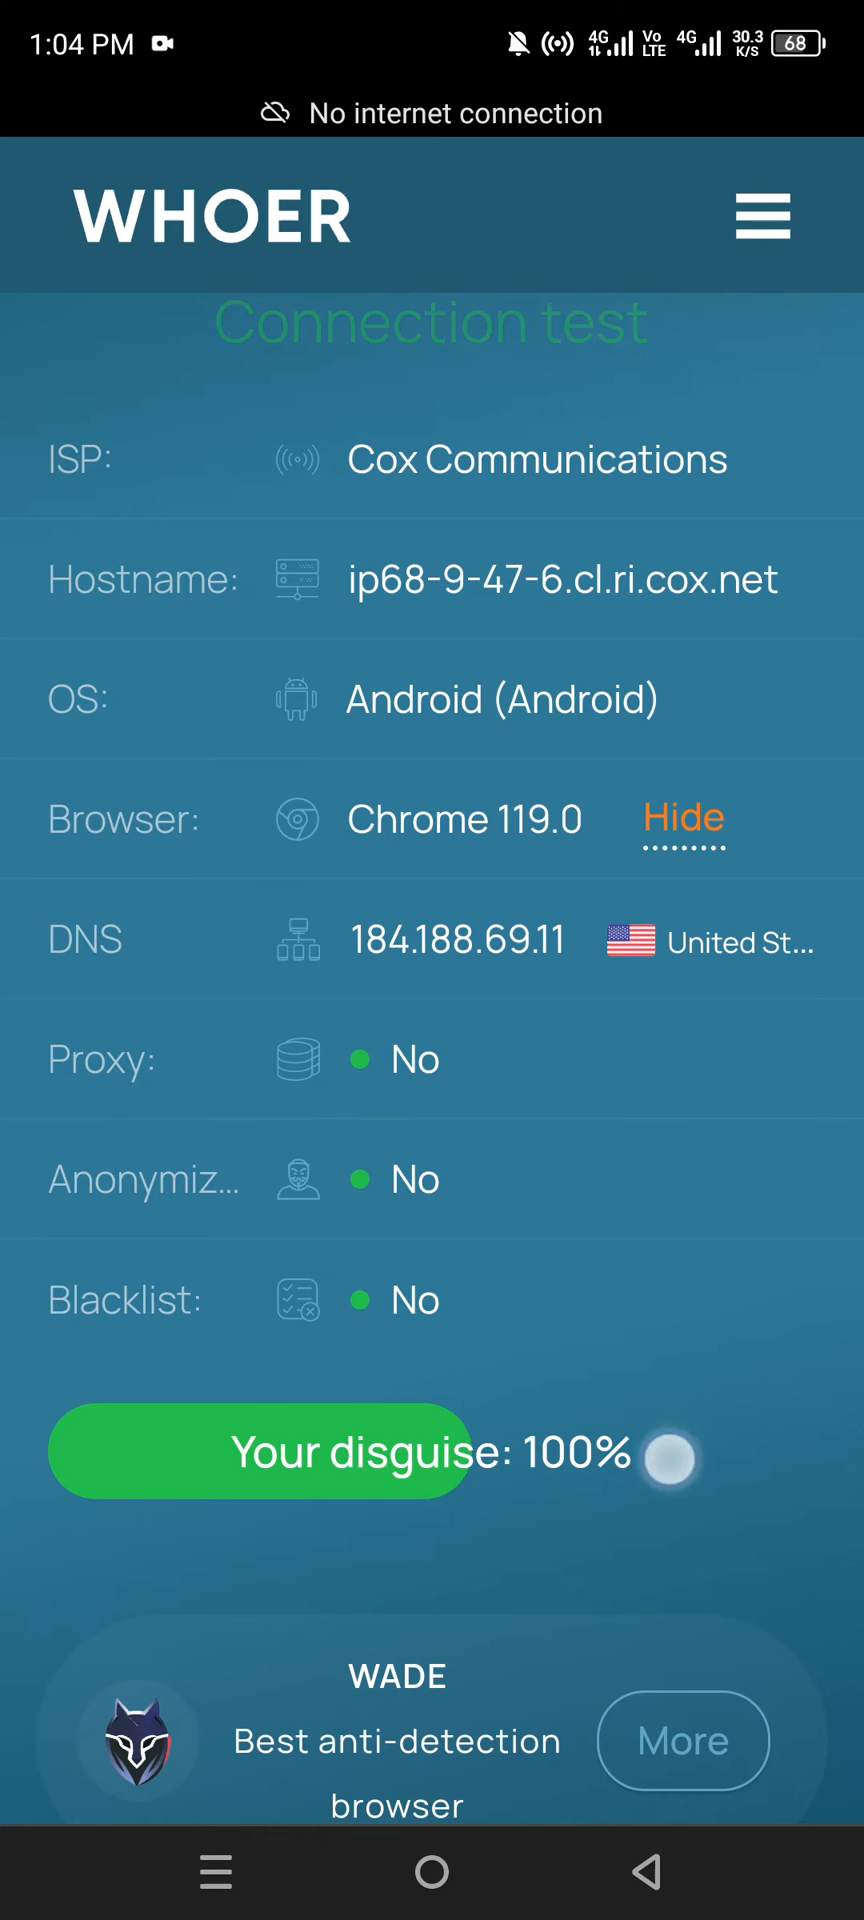 1:04 PM
4G Vo LTE 4G 30.3 K/S 68
No internet connection
WHOER
Connection test
ISP: Cox Communications
Hostname: ip68-9-47-6.cl.ri.cox.net
OS: Android (Android)
Browser: Chrome 119.0 Hide
DNS 184.188.69.11 United St...
Proxy: No
Anonymiz... No
Blacklist: No
Your disguise: 100%
WADE
Best anti-detection
browser
More